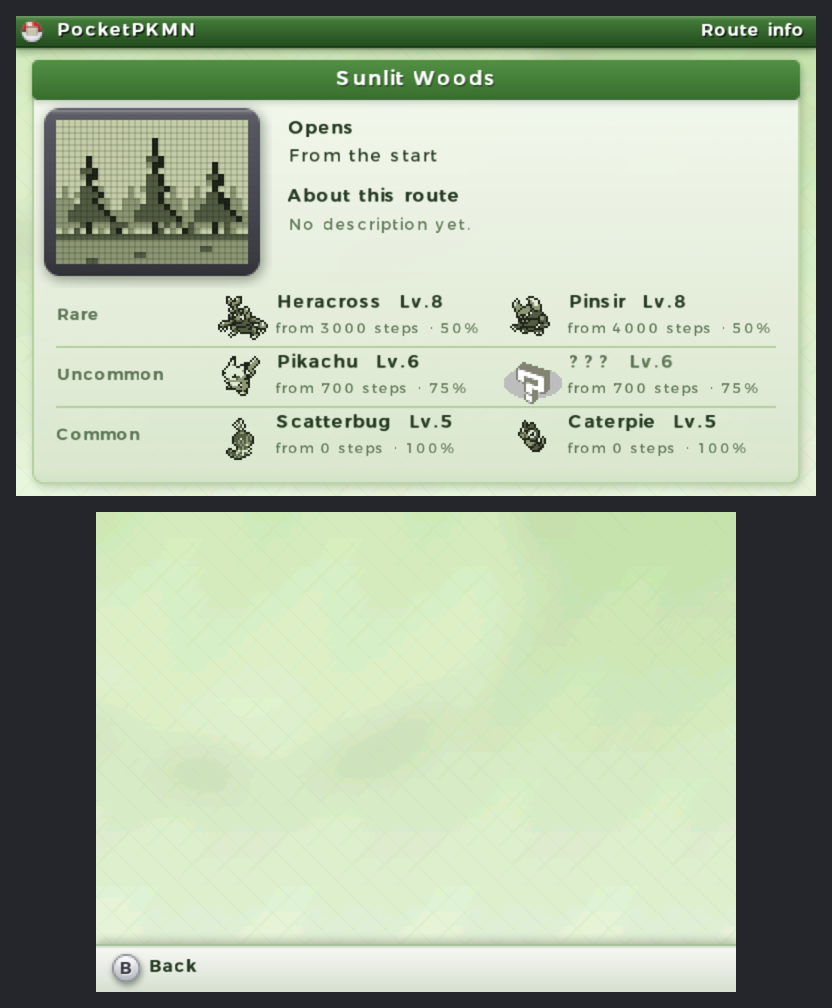 PocketPKMN Route info
Sunlit Woods
Opens
From the start
About this route
No description yet.
Rare
Heracross Lv.8
from 3000 steps · 50%
Pinsir Lv.8
from 4000 steps · 50%
Uncommon
Pikachu Lv.6
from 700 steps · 75%
??? Lv.6
from 700 steps · 75%
Common
Scatterbug Lv.5
from 0 steps · 100%
Caterpie Lv.5
from 0 steps · 100%
B Back